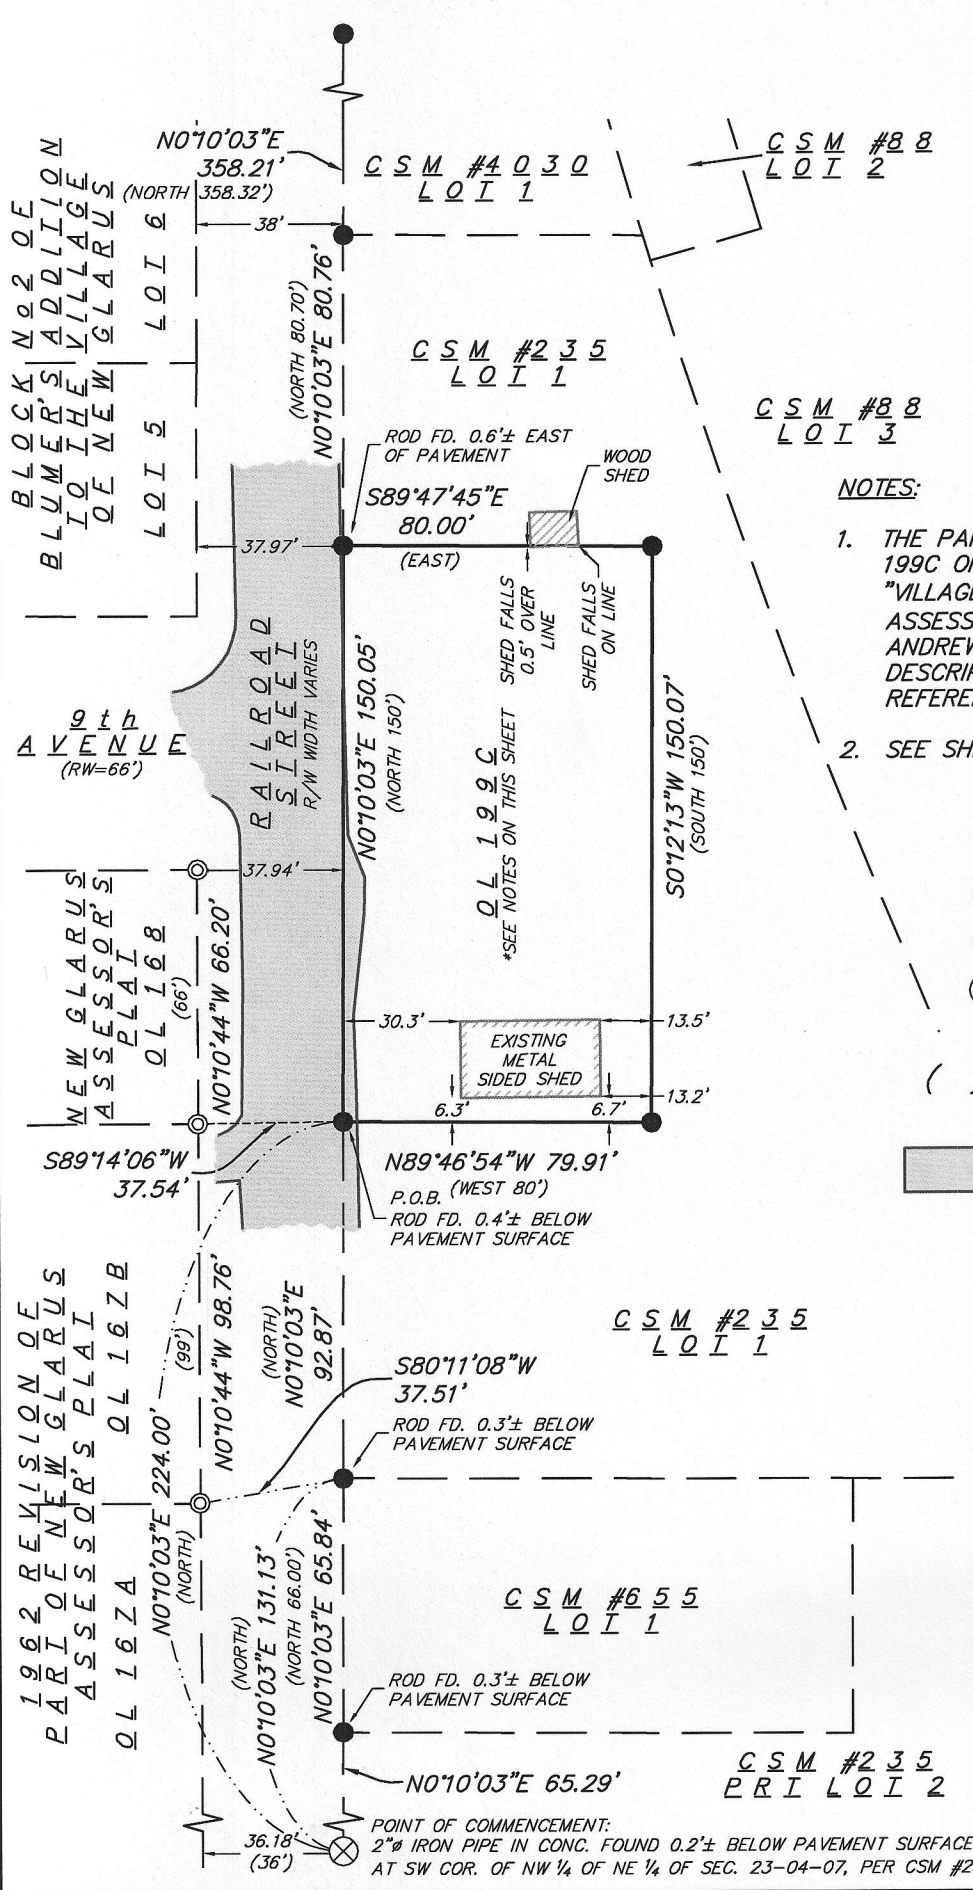 N0°10'03"E
358.21'
(NORTH 358.32')
38'
CSM #4030
LOT 1
CSM #88
LOT 2
BLOCK No2 OF
BLUMER'S ADDITION
TO THE VILLAGE
OF NEW GLARUS
LOT 6
LOT 5
(NORTH 80.70')
N0°10'03"E 80.76'
CSM #235
LOT 1
CSM #88
LOT 3
ROD FD. 0.6'± EAST
OF PAVEMENT
WOOD
SHED
S89°47'45"E
80.00'
(EAST)
37.97'
SHED FALLS
0.5' OVER
LINE
SHED FALLS
ON LINE
NOTES:
1. THE PA
199C O
"VILLAGE
ASSESS
ANDREW
DESCRI
REFERE
2. SEE SH
RAILROAD
STREET
R/W WIDTH VARIES
9th
AVENUE
(RW=66')
N0°10'03"E 150.05'
(NORTH 150')
OL 199C
*SEE NOTES ON THIS SHEET
S0°12'13"W 150.07'
(SOUTH 150')
37.94'
NEW GLARUS
ASSESSOR'S
PLAT
OL 168
(66')
N0°10'44"W 66.20'
30.3'
13.5'
EXISTING
METAL
SIDED SHED
13.2'
6.3'
6.7'
S89°14'06"W
37.54'
N89°46'54"W 79.91'
P.O.B. (WEST 80')
ROD FD. 0.4'± BELOW
PAVEMENT SURFACE
1962 REVISION OF
PART OF NEW GLARUS
ASSESSOR'S PLAT
OL 167B
OL 167A
(99')
N0°10'44"W 98.76'
(NORTH)
N0°10'03"E
92.87'
S80°11'08"W
37.51'
CSM #235
LOT 1
ROD FD. 0.3'± BELOW
PAVEMENT SURFACE
N0°10'03"E 224.00'
(NORTH)
(NORTH)
N0°10'03"E 131.13'
(NORTH 66.00')
N0°10'03"E 65.84'
CSM #655
LOT 1
ROD FD. 0.3'± BELOW
PAVEMENT SURFACE
N0°10'03"E 65.29'
CSM #235
PRT LOT 2
36.18'
(36')
POINT OF COMMENCEMENT:
2"ø IRON PIPE IN CONC. FOUND 0.2'± BELOW PAVEMENT SURFACE
AT SW COR. OF NW ¼ OF NE ¼ OF SEC. 23-04-07, PER CSM #2